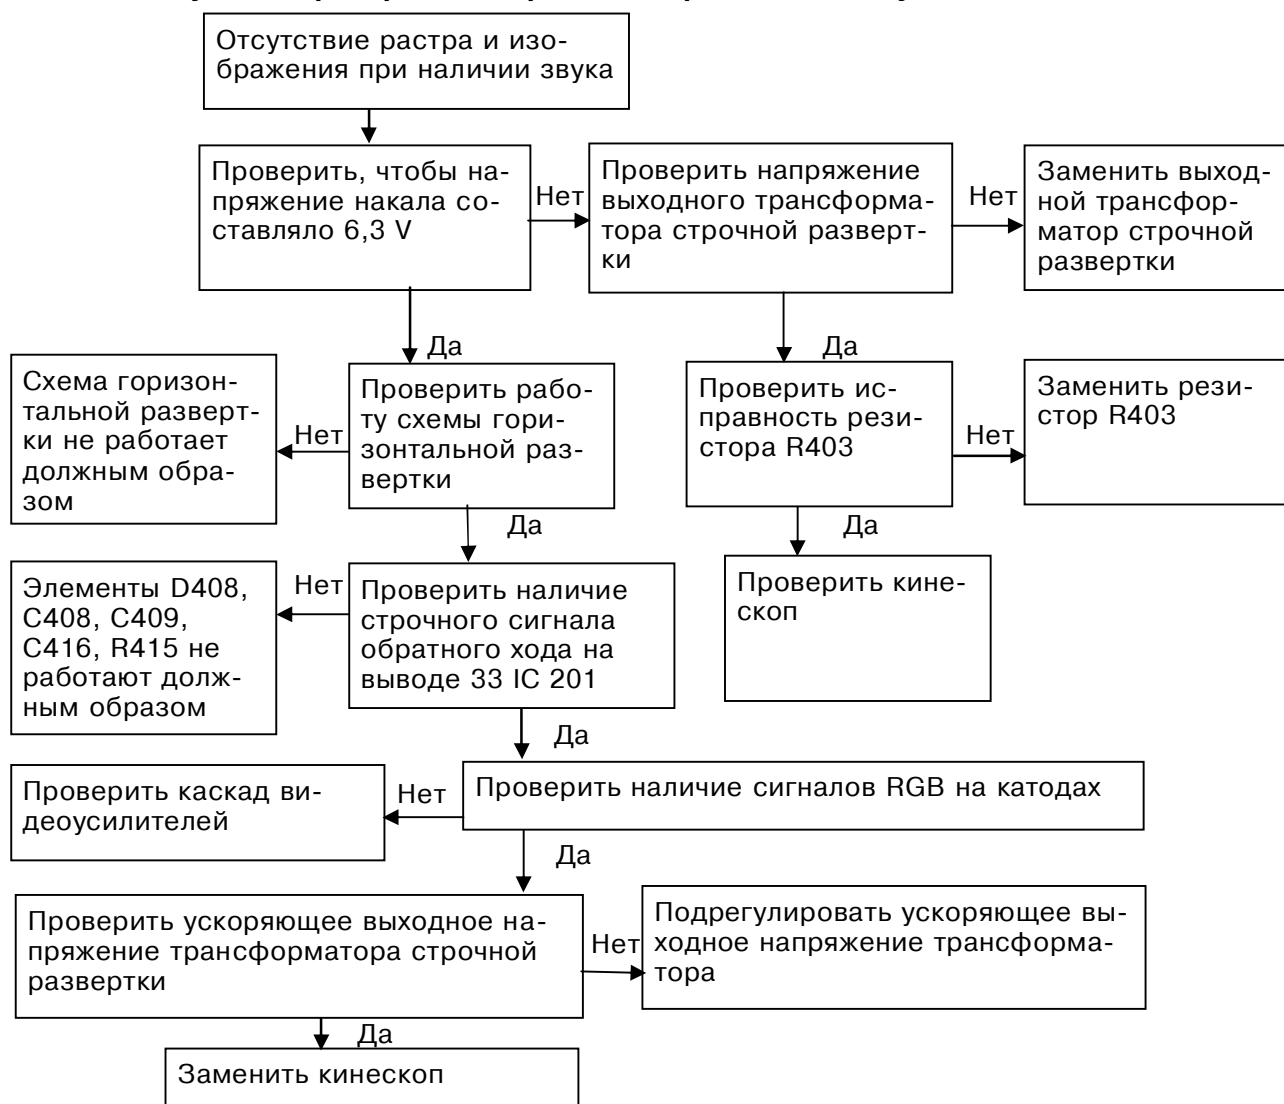 Отсутствие растра и изо-
бражения при наличии звука
Проверить, чтобы на-
пряжение накала со-
ставляло 6,3 V
Нет
Проверить напряжение
выходного трансформа-
тора строчной разверт-
ки
Нет
Заменить выход-
ной трансфор-
матор строчной
развертки
Да
Да
Схема горизон-
тальной разверт-
ки не работает
должным обра-
зом
Нет
Проверить рабо-
ту схемы гори-
зонтальной раз-
вертки
Проверить ис-
правность рези-
стора R403
Нет
Заменить рези-
стор R403
Да
Да
Элементы D408,
C408, C409,
C416, R415 не
работают долж-
ным образом
Нет
Проверить наличие
строчного сигнала
обратного хода на
выводе 33 IC 201
Проверить кине-
скоп
Да
Проверить каскад ви-
деоусилителей
Нет
Проверить наличие сигналов RGB на катодах
Да
Проверить ускоряющее выходное на-
пряжение трансформатора строчной
развертки
Нет
Подрегулировать ускоряющее вы-
ходное напряжение трансформа-
тора
Да
Заменить кинескоп